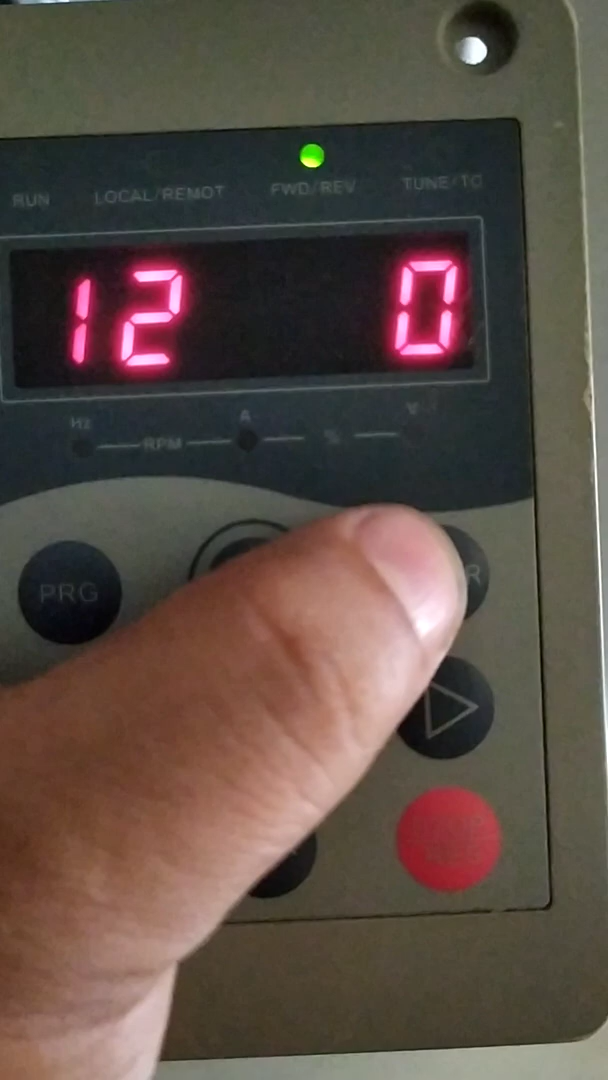 RUN LOCAL/REMOT FWD/REV TUNE/TC
12 0
Hz A V
RPM %
PRG
R